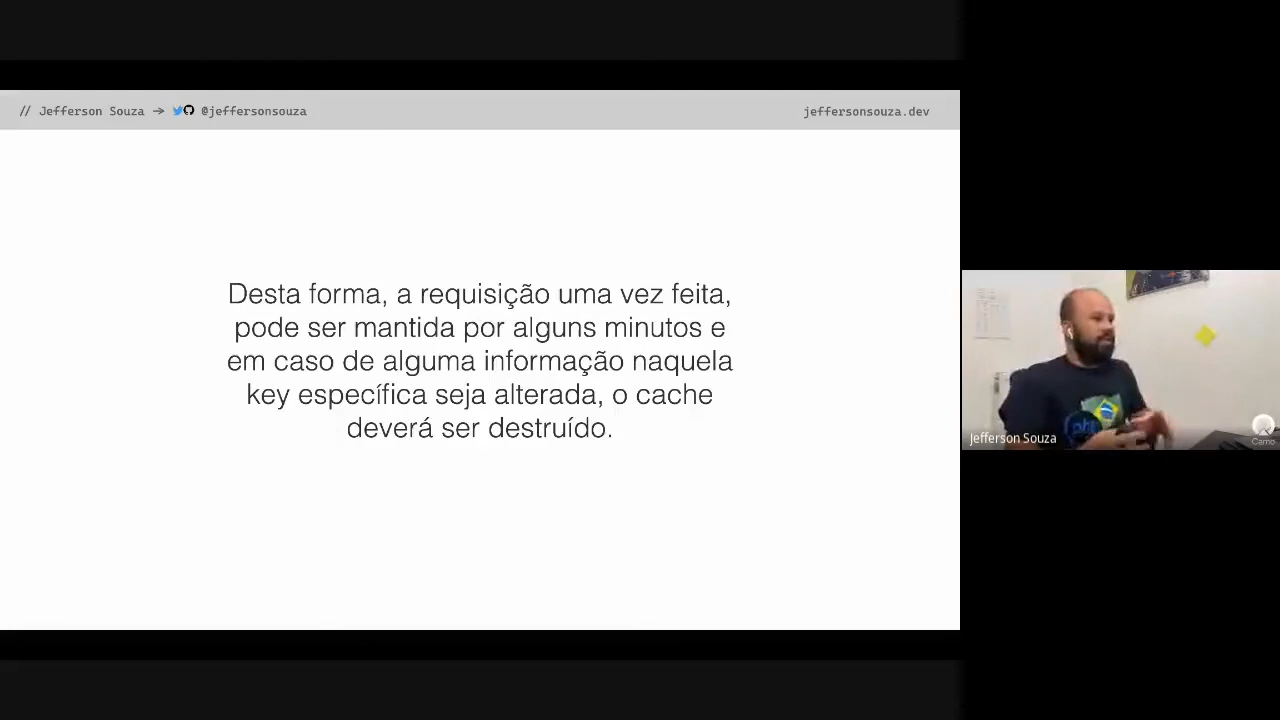 // Jefferson Souza → @jeffersonsouza
jeffersonsouza.dev
Desta forma, a requisição uma vez feita,
pode ser mantida por alguns minutos e
em caso de alguma informação naquela
key específica seja alterada, o cache
deverá ser destruído.
Jefferson Souza
Camo